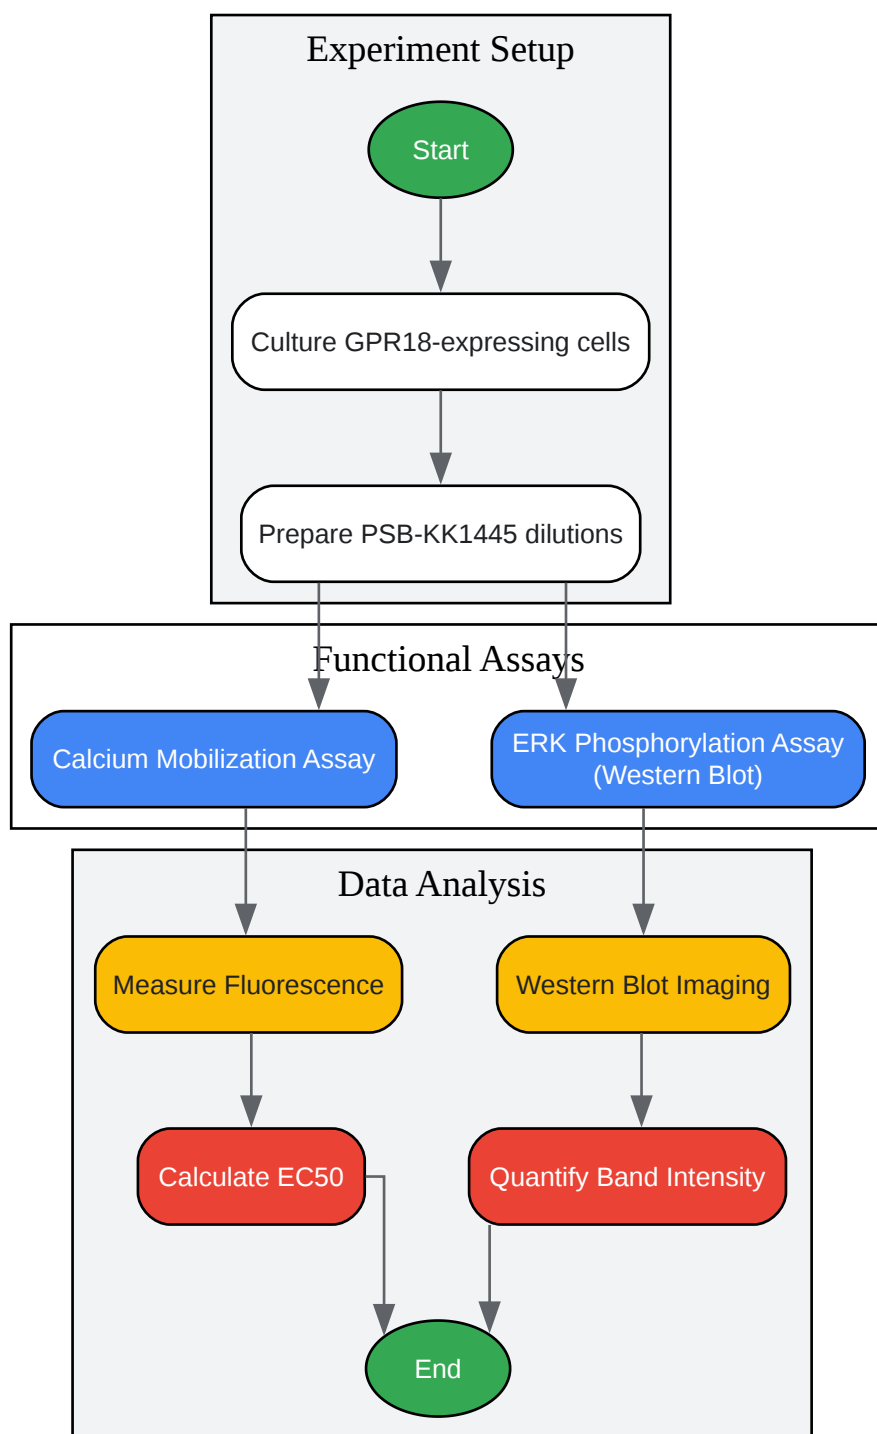 Experiment Setup
Start
Culture GPR18-expressing cells
Prepare PSB-KK1445 dilutions
Functional Assays
Calcium Mobilization Assay
ERK Phosphorylation Assay
(Western Blot)
Data Analysis
Measure Fluorescence
Western Blot Imaging
Calculate EC50
Quantify Band Intensity
End